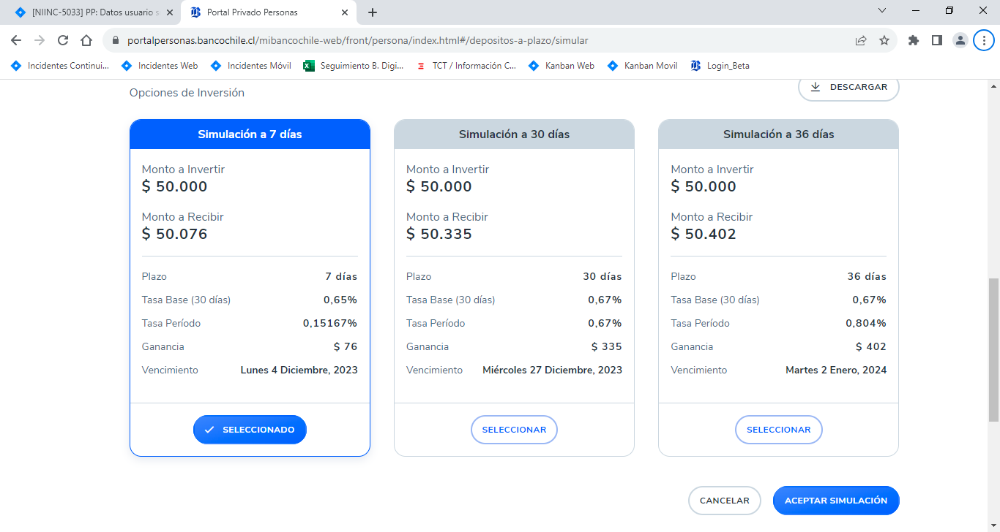 [NIINC-5033] PP: Datos usuario s
Portal Privado Personas
portalpersonas.bancochile.cl/mibancochile-web/front/persona/index.html#/depositos-a-plazo/simular
Incidentes Continui...
Incidentes Web
Incidentes Móvil
Seguimiento B. Digi...
TCT / Información C...
Kanban Web
Kanban Movil
Login_Beta
Opciones de Inversión
DESCARGAR
Simulación a 7 días
Monto a Invertir
$ 50.000
Monto a Recibir
$ 50.076
Plazo 7 días
Tasa Base (30 días) 0,65%
Tasa Período 0,15167%
Ganancia $ 76
Vencimiento Lunes 4 Diciembre, 2023
SELECCIONADO
Simulación a 30 días
Monto a Invertir
$ 50.000
Monto a Recibir
$ 50.335
Plazo 30 días
Tasa Base (30 días) 0,67%
Tasa Período 0,67%
Ganancia $ 335
Vencimiento Miércoles 27 Diciembre, 2023
SELECCIONAR
Simulación a 36 días
Monto a Invertir
$ 50.000
Monto a Recibir
$ 50.402
Plazo 36 días
Tasa Base (30 días) 0,67%
Tasa Período 0,804%
Ganancia $ 402
Vencimiento Martes 2 Enero, 2024
SELECCIONAR
CANCELAR
ACEPTAR SIMULACIÓN